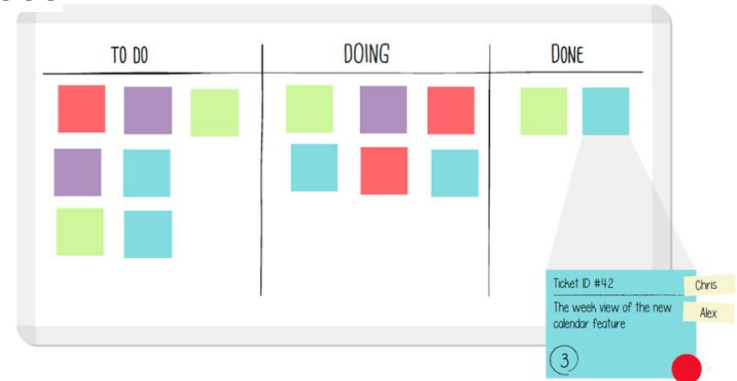 TO DO
DOING
DONE
Ticket ID #42
Chris
The week view of the new
calendar feature
Alex
3